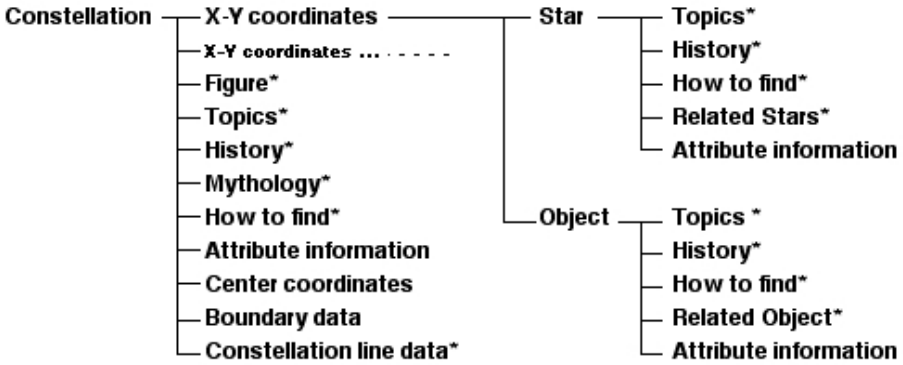 Constellation
X-Y coordinates
X-Y coordinates ...
Figure*
Topics*
History*
Mythology*
How to find*
Attribute information
Center coordinates
Boundary data
Constellation line data*
Star
Topics*
History*
How to find*
Related Stars*
Attribute information
Object
Topics *
History*
How to find*
Related Object*
Attribute information